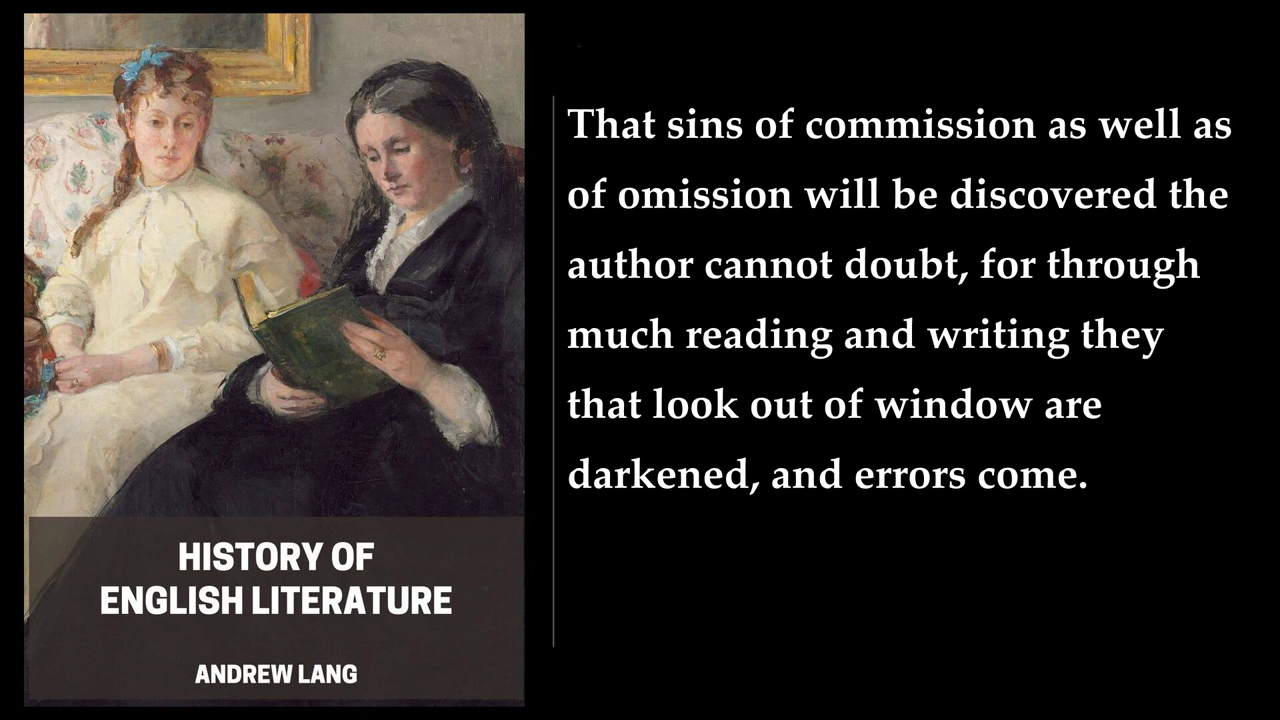 That sins of commission as well as
of omission will be discovered the
author cannot doubt, for through
much reading and writing they
that look out of window are
darkened, and errors come.
HISTORY OF
ENGLISH LITERATURE
ANDREW LANG